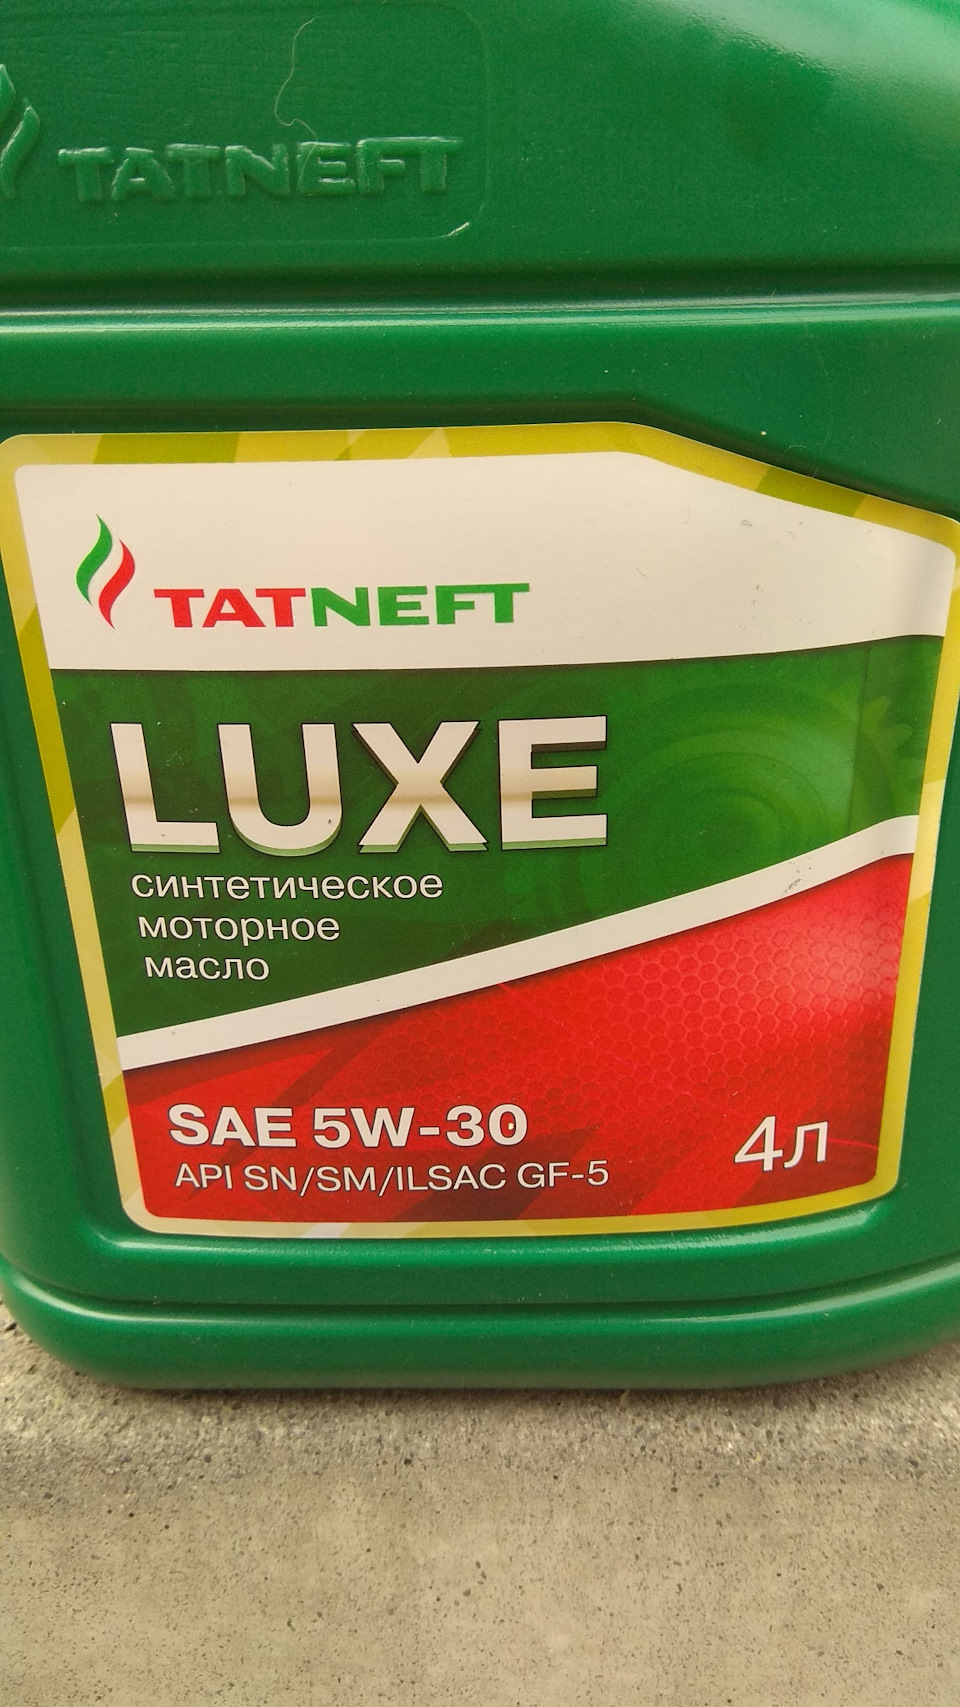 TATNEFT
TATNEFT
LUXE
синтетическое
моторное
масло
SAE 5W-30
API SN/SM/ILSAC GF-5
4л